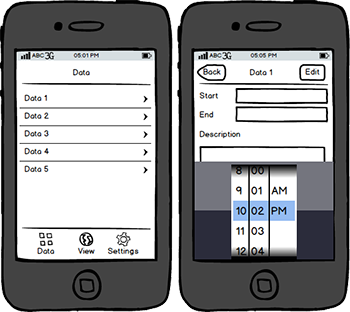 ABC 3G 05:01 PM
Data
Data 1
Data 2
Data 3
Data 4
Data 5
Data View Settings
ABC 3G 05:05 PM
Back Data 1 Edit
Start
End
Description
8 00
9 01 AM
10 02 PM
11 03
12 04